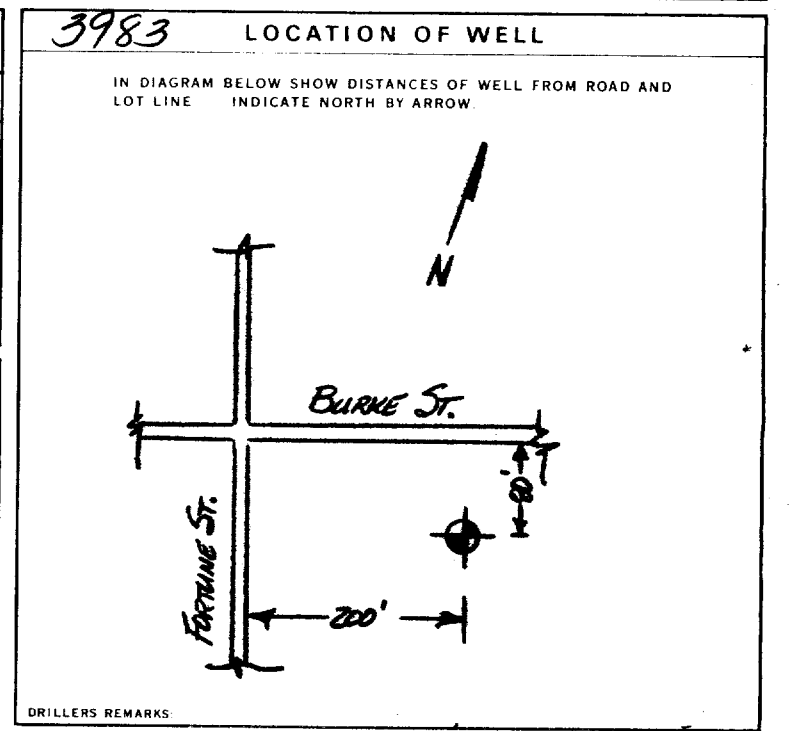 3983 LOCATION OF WELL
IN DIAGRAM BELOW SHOW DISTANCES OF WELL FROM ROAD AND
LOT LINE INDICATE NORTH BY ARROW.
N
BURKE ST.
80'
FORTUNE ST.
200'
DRILLERS REMARKS: